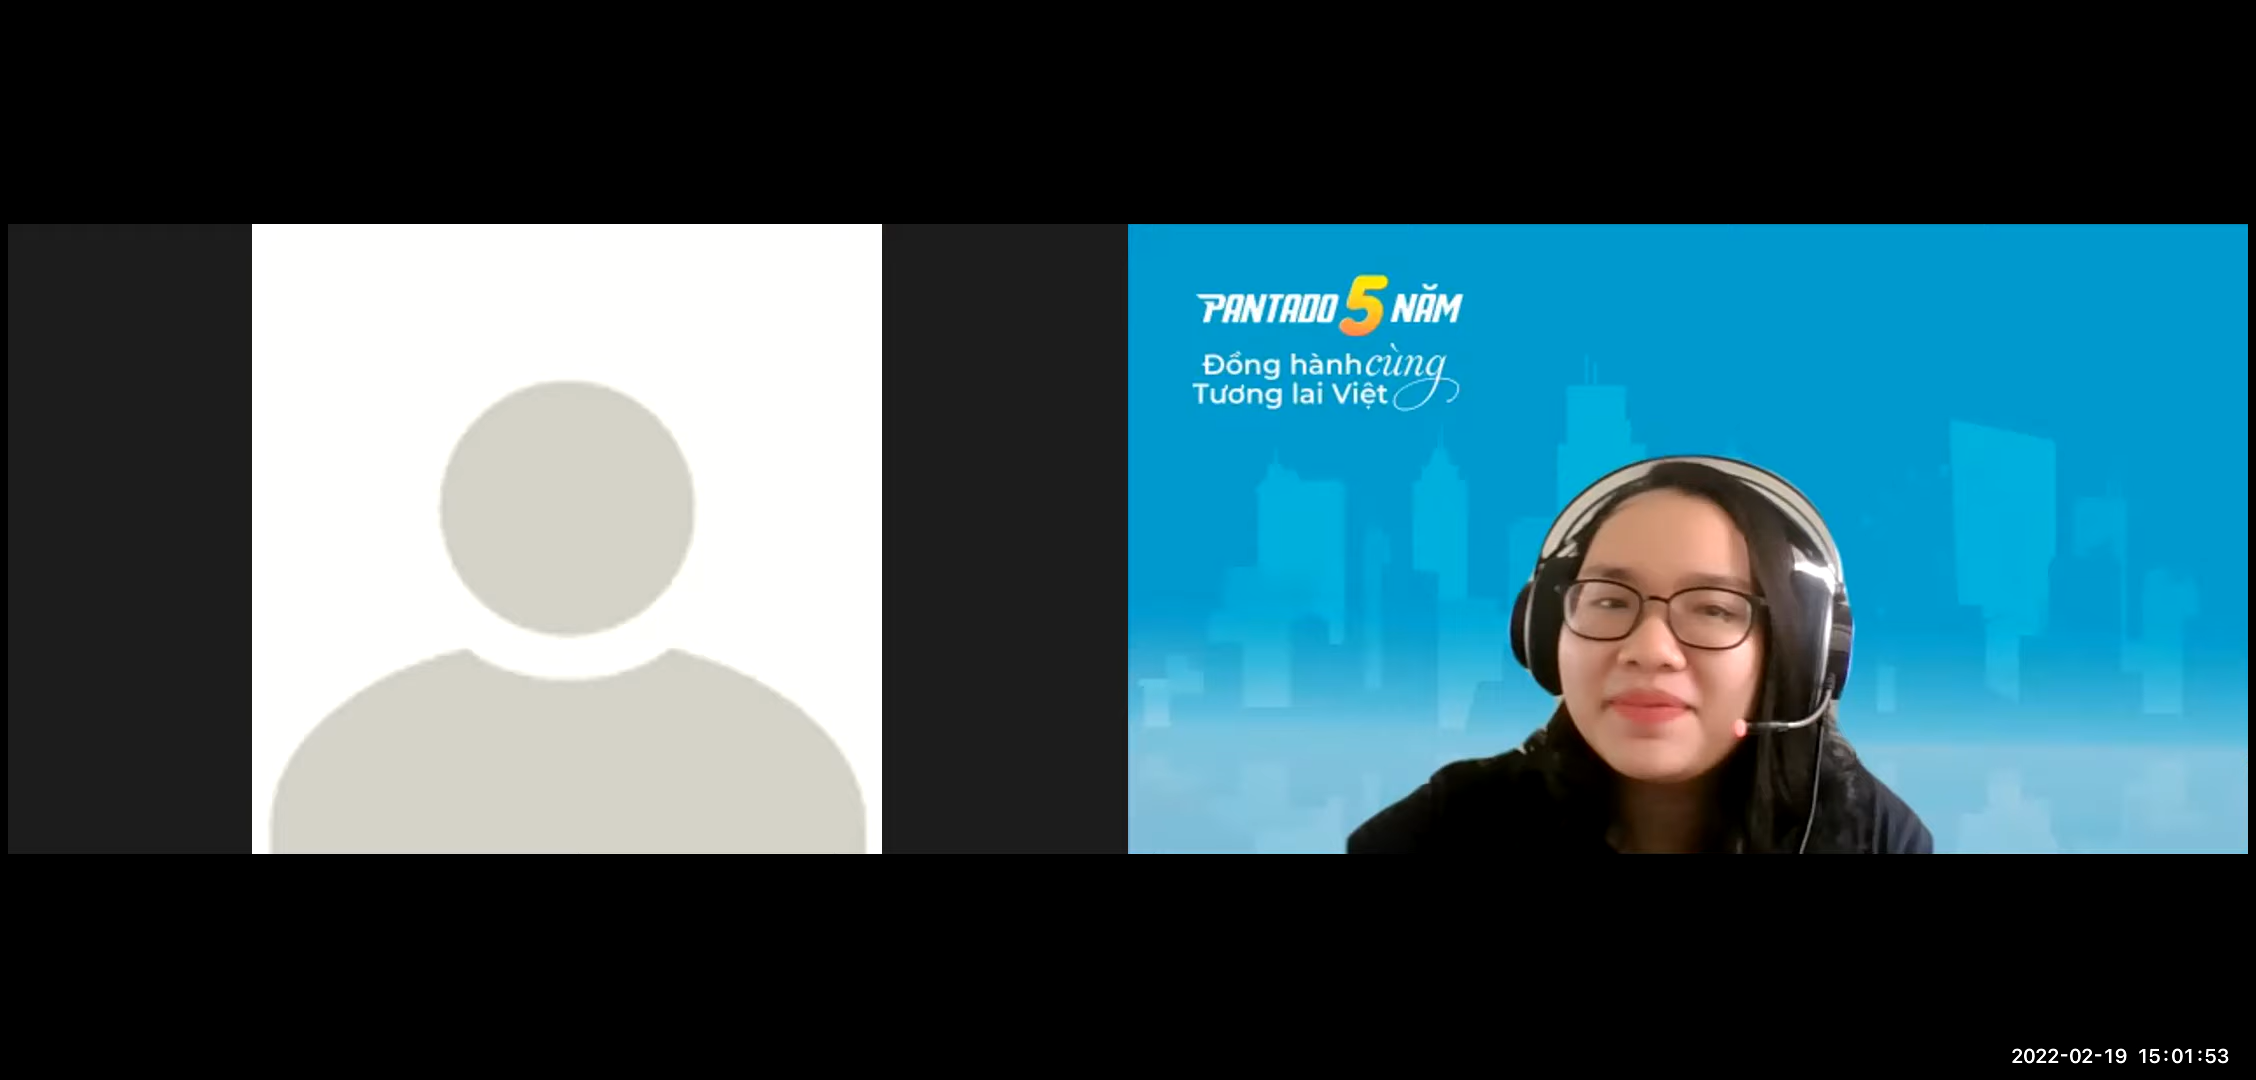 PANTADO 5 NĂM
Đồng hành cùng
Tương lai Việt
2022-02-19 15:01:53